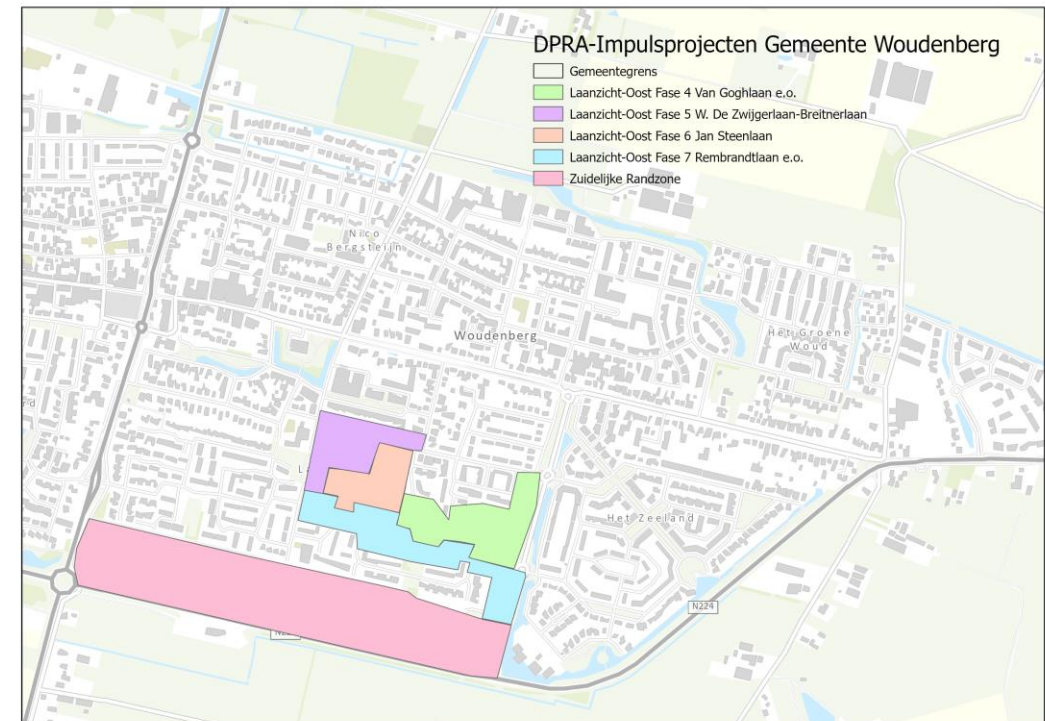 DPRA-Impulsprojecten Gemeente Woudenberg
Gemeentegrens
Laanzicht-Oost Fase 4 Van Goghlaan e.o.
Laanzicht-Oost Fase 5 W. De Zwijgerlaan-Breitnerlaan
Laanzicht-Oost Fase 6 Jan Steenlaan
Laanzicht-Oost Fase 7 Rembrandtlaan e.o.
Zuidelijke Randzone
Nico
Bergsteijn
Woudenberg
Het Groene
Woud
Het Zeeland
N224